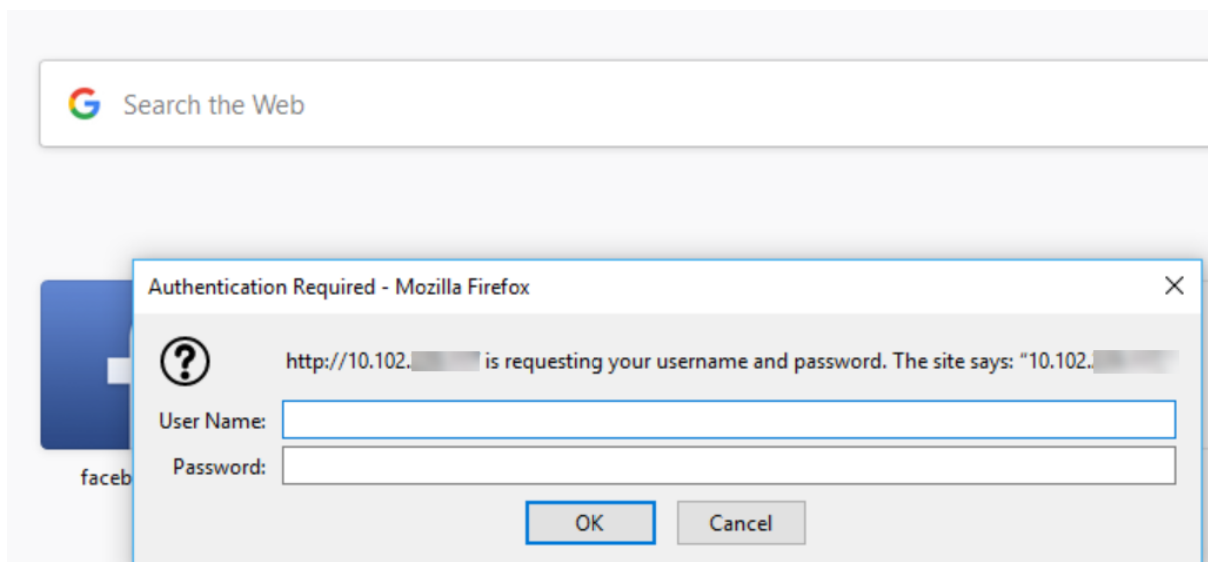 Search the Web
Authentication Required - Mozilla Firefox
http://10.102. is requesting your username and password. The site says: "10.102.
User Name:
Password:
faceb
OK Cancel